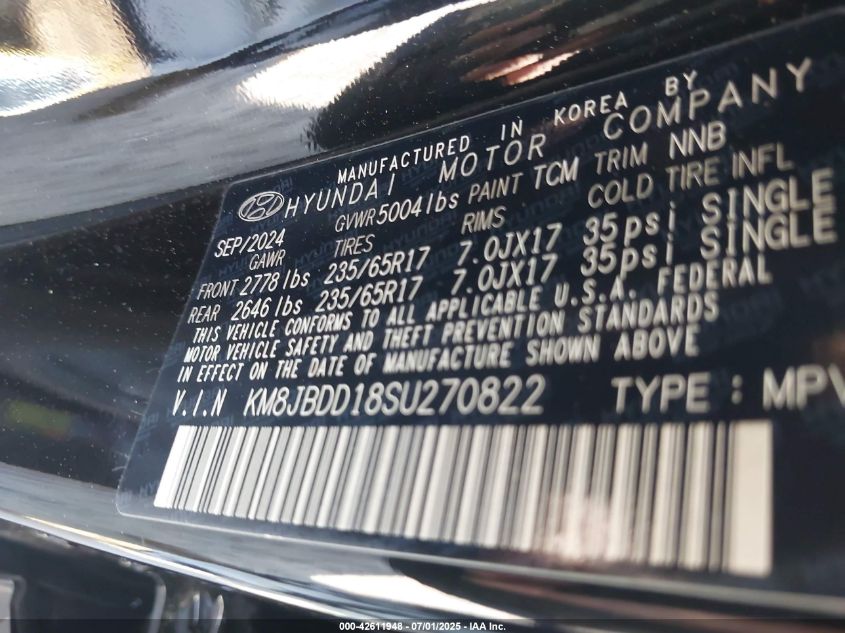 MANUFACTURED IN KOREA BY
HYUNDAI MOTOR COMPANY
SEP/2024 GVWR 5004lbs PAINT TCM TRIM NNB
GAWR TIRES RIMS COLD TIRE INFL
FRONT 2778 lbs 235/65R17 7.0JX17 35psi SINGLE
REAR 2646 lbs 235/65R17 7.0JX17 35psi SINGLE
THIS VEHICLE CONFORMS TO ALL APPLICABLE U.S.A. FEDERAL
MOTOR VEHICLE SAFETY AND THEFT PREVENTION STANDARDS
IN EFFECT ON THE DATE OF MANUFACTURE SHOWN ABOVE
V.I.N KM8JBDD18SU270822 TYPE : MPV
000-42611948 - 07/01/2025 - IAA Inc.